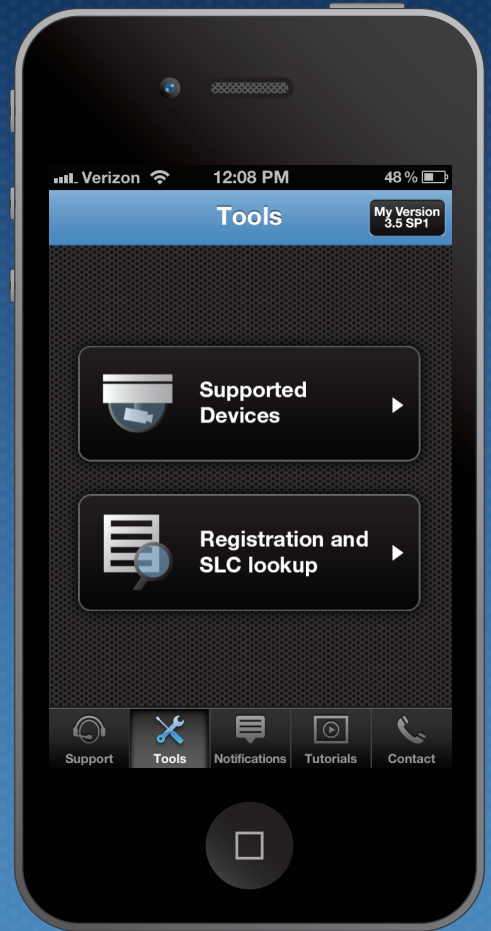 Verizon 12:08 PM 48 %
Tools
My Version
3.5 SP1
Supported
Devices
Registration and
SLC lookup
Support Tools Notifications Tutorials Contact